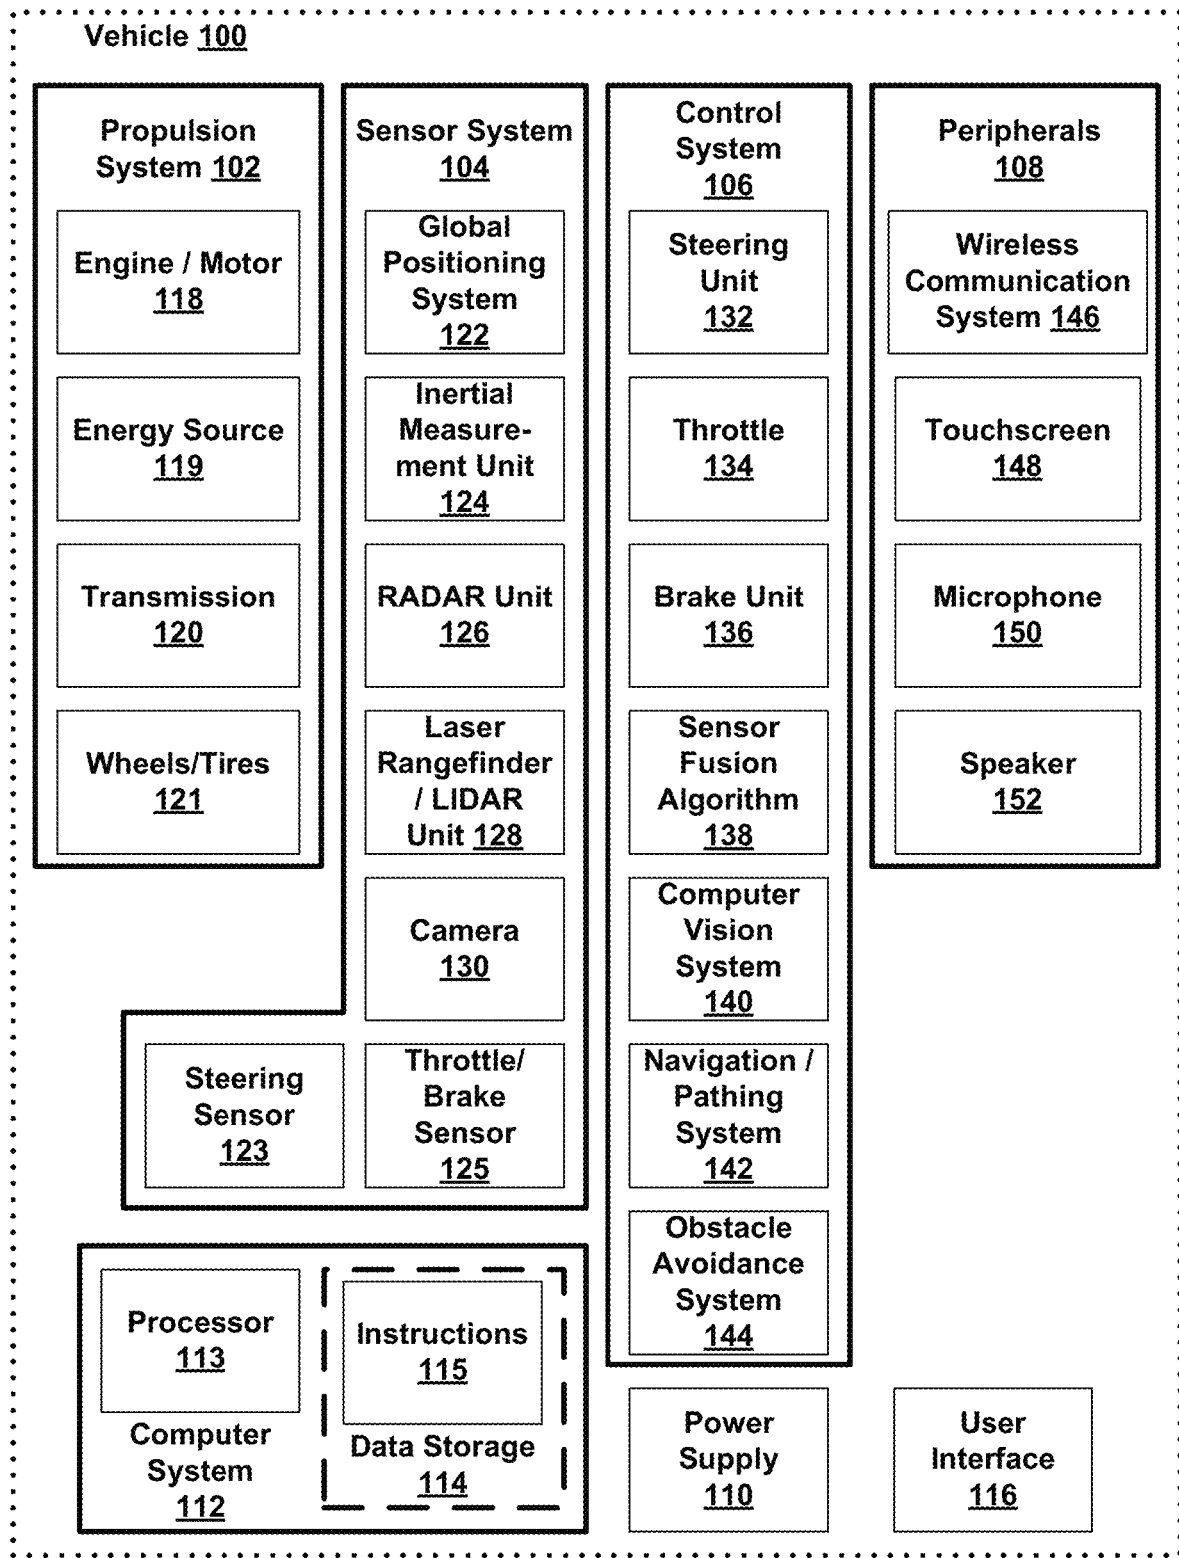 Vehicle 100
Propulsion
System 102
Engine / Motor
118
Energy Source
119
Transmission
120
Wheels/Tires
121
Sensor System
104
Global
Positioning
System
122
Inertial
Measure-
ment Unit
124
RADAR Unit
126
Laser
Rangefinder
/ LIDAR
Unit 128
Camera
130
Steering
Sensor
123
Throttle/
Brake
Sensor
125
Control
System
106
Steering
Unit
132
Throttle
134
Brake Unit
136
Sensor
Fusion
Algorithm
138
Computer
Vision
System
140
Navigation /
Pathing
System
142
Obstacle
Avoidance
System
144
Peripherals
108
Wireless
Communication
System 146
Touchscreen
148
Microphone
150
Speaker
152
Processor
113
Computer
System
112
Instructions
115
Data Storage
114
Power
Supply
110
User
Interface
116